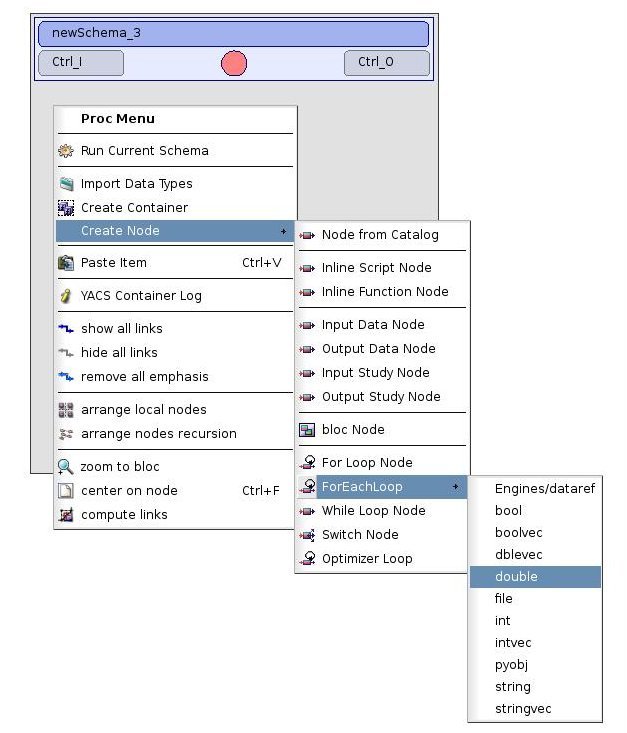 newSchema_3
Ctrl_I
Ctrl_O
Proc Menu
Run Current Schema
Import Data Types
Create Container
Create Node
Paste Item Ctrl+V
YACS Container Log
show all links
hide all links
remove all emphasis
arrange local nodes
arrange nodes recursion
zoom to bloc
center on node Ctrl+F
compute links
Node from Catalog
Inline Script Node
Inline Function Node
Input Data Node
Output Data Node
Input Study Node
Output Study Node
bloc Node
For Loop Node
ForEachLoop
While Loop Node
Switch Node
Optimizer Loop
Engines/dataref
bool
boolvec
dblevec
double
file
int
intvec
pyobj
string
stringvec